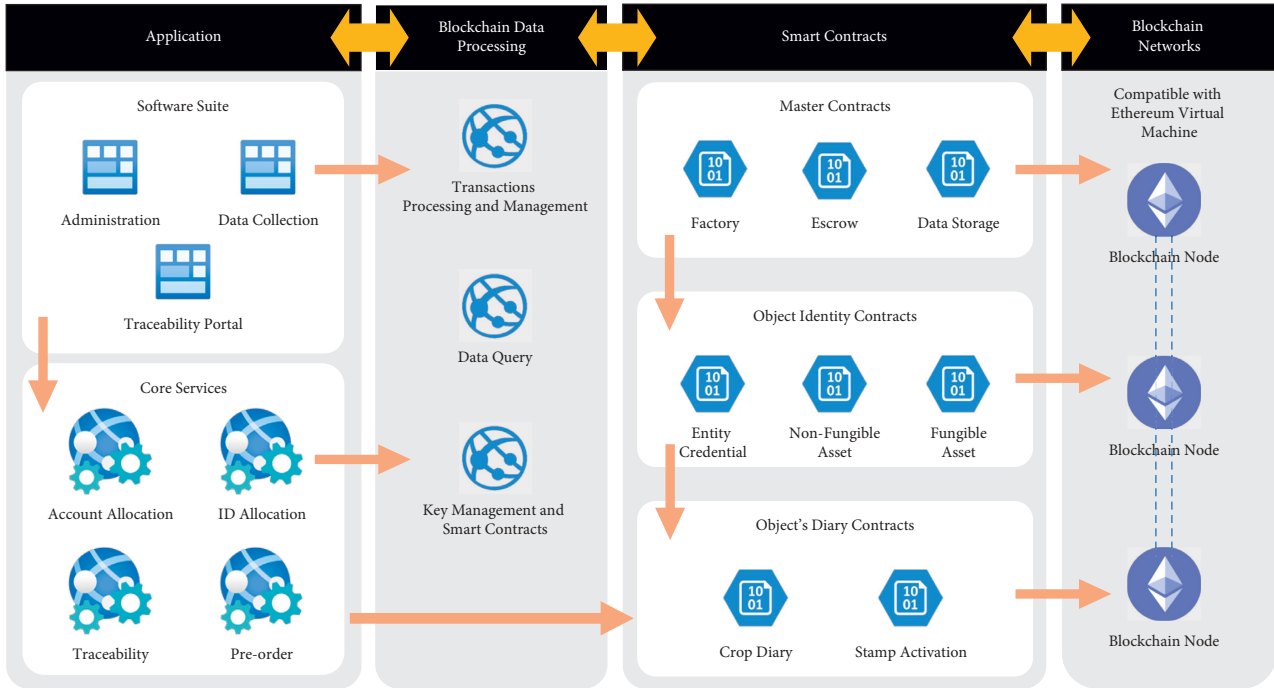 Application
Blockchain Data
Processing
Smart Contracts
Blockchain
Networks
Software Suite
Administration
Data Collection
Traceability Portal
Core Services
Account Allocation
ID Allocation
Traceability
Pre-order
Transactions
Processing and Management
Data Query
Key Management and
Smart Contracts
Master Contracts
10
01
10
01
10
01
Factory
Escrow
Data Storage
Object Identity Contracts
10
01
10
01
10
01
Entity
Credential
Non-Fungible
Asset
Fungible
Asset
Object's Diary Contracts
10
01
10
01
Crop Diary
Stamp Activation
Compatible with
Ethereum Virtual
Machine
Blockchain Node
Blockchain Node
Blockchain Node